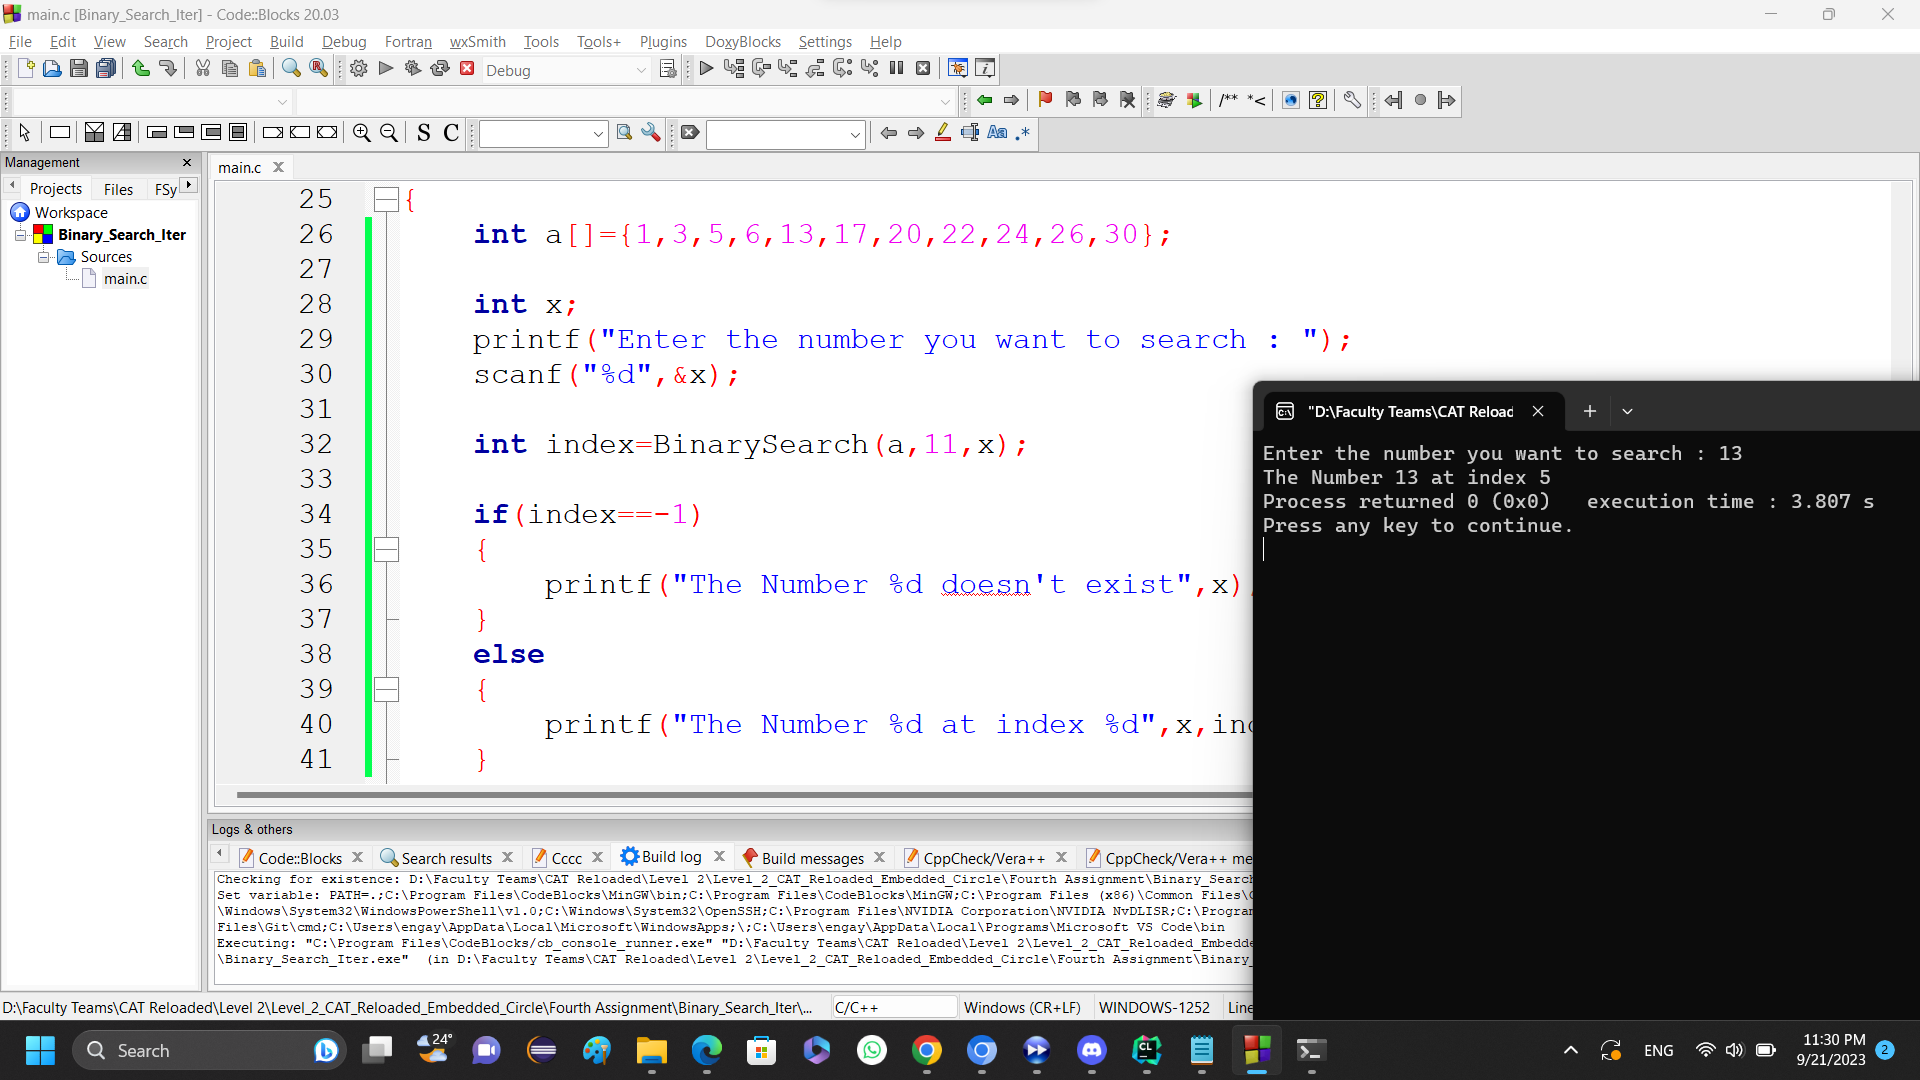 main.c [Binary_Search_Iter] - Code::Blocks 20.03
File Edit View Search Project Build Debug Fortran wxSmith Tools Tools+ Plugins DoxyBlocks Settings Help
Debug
/** *<
S C
Aa .*
Management
main.c
Projects Files FSy
Workspace
Binary_Search_Iter
Sources
main.c
25 {
26 int a[]={1,3,5,6,13,17,20,22,24,26,30};
27
28 int x;
29 printf("Enter the number you want to search : ");
30 scanf("%d",&x);
31
32 int index=BinarySearch(a,11,x);
33
34 if(index==-1)
35 {
36 printf("The Number %d doesn't exist",x)
37 }
38 else
39 {
40 printf("The Number %d at index %d",x,ind
41 }
"D:\Faculty Teams\CAT Reload
Enter the number you want to search : 13
The Number 13 at index 5
Process returned 0 (0x0) execution time : 3.807 s
Press any key to continue.
Logs & others
Code::Blocks Search results Cccc Build log Build messages CppCheck/Vera++ CppCheck/Vera++ me
Checking for existence: D:\Faculty Teams\CAT Reloaded\Level 2\Level_2_CAT_Reloaded_Embedded_Circle\Fourth Assignment\Binary_Search
Set variable: PATH=.;C:\Program Files\CodeBlocks\MinGW\bin;C:\Program Files\CodeBlocks\MinGW;C:\Program Files (x86)\Common Files\O
\Windows\System32\WindowsPowerShell\v1.0;C:\Windows\System32\OpenSSH;C:\Program Files\NVIDIA Corporation\NVIDIA NvDLISR;C:\Program
Files\Git\cmd;C:\Users\engay\AppData\Local\Microsoft\WindowsApps;\;C:\Users\engay\AppData\Local\Programs\Microsoft VS Code\bin
Executing: "C:\Program Files\CodeBlocks/cb_console_runner.exe" "D:\Faculty Teams\CAT Reloaded\Level 2\Level_2_CAT_Reloaded_Embedde
\Binary_Search_Iter.exe" (in D:\Faculty Teams\CAT Reloaded\Level 2\Level_2_CAT_Reloaded_Embedded_Circle\Fourth Assignment\Binary_
D:\Faculty Teams\CAT Reloaded\Level 2\Level_2_CAT_Reloaded_Embedded_Circle\Fourth Assignment\Binary_Search_Iter\... C/C++ Windows (CR+LF) WINDOWS-1252 Line
Search
24°
ENG
11:30 PM
9/21/2023
2